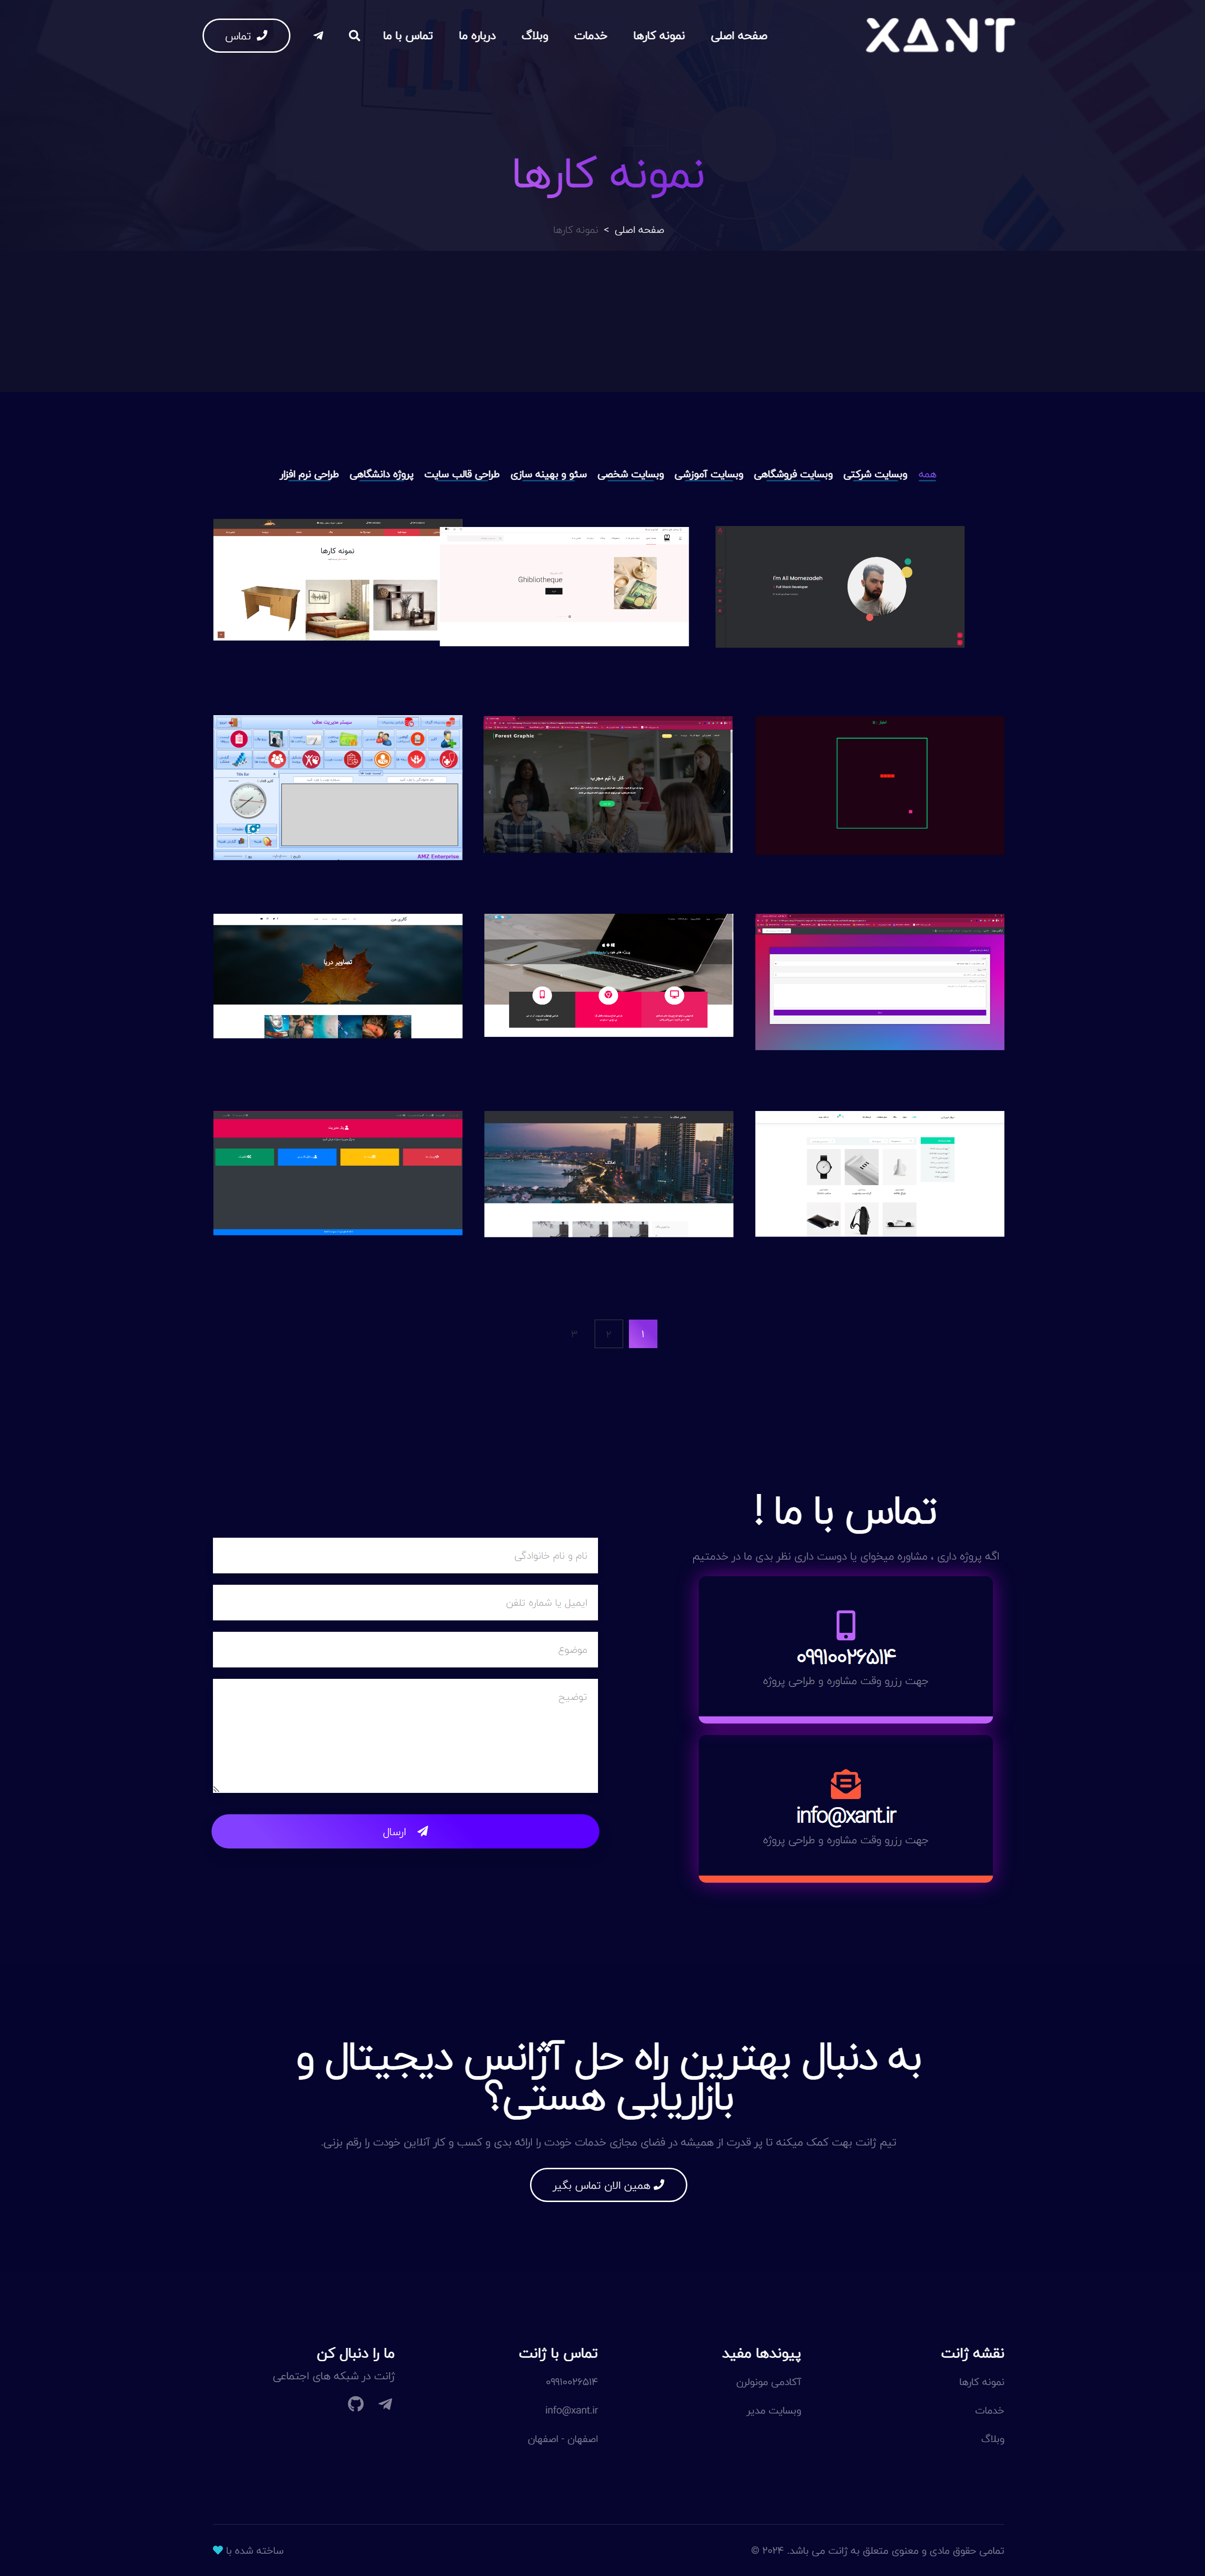 XANT
صفحه اصلی
نمونه کارها
خدمات
وبلاگ
درباره ما
تماس با ما
تماس
نمونه کارها
صفحه اصلی > نمونه کارها
همه
وبسایت شرکتی
وبسایت فروشگاهی
وبسایت آموزشی
وبسایت شخصی
سئو و بهینه سازی
طراحی قالب سایت
پروژه دانشگاهی
طراحی نرم افزار
I'm Ali Momezadeh
Full Stack Developer
Ghibliotheque
نمونه کارها
Forest Graphic
کار با تیم مجرب
سیستم مدیریت مطب
AMZ Enterprise
گالری من
تصاویر دریا
املاک
پنل مدیریت
۱
۲
۳
تماس با ما !
اگه پروژه داری ، مشاوره میخوای یا دوست داری نظر بدی ما در خدمتیم
۰۹۹۱۰۰۲۶۵۱۴
جهت رزرو وقت مشاوره و طراحی پروژه
info@xant.ir
جهت رزرو وقت مشاوره و طراحی پروژه
نام و نام خانوادگی
ایمیل یا شماره تلفن
موضوع
توضیح
ارسال
به دنبال بهترین راه حل آژانس دیجیتال و
بازاریابی هستی؟
تیم ژانت بهت کمک میکنه تا پر قدرت از همیشه در فضای مجازی خدمات خودت را ارائه بدی و کسب و کار آنلاین خودت را رقم بزنی.
همین الان تماس بگیر
نقشه ژانت
نمونه کارها
خدمات
وبلاگ
پیوندها مفید
آکادمی مونولرن
وبسایت مدیر
تماس با ژانت
۰۹۹۱۰۰۲۶۵۱۴
info@xant.ir
اصفهان - اصفهان
ما را دنبال کن
ژانت در شبکه های اجتماعی
تمامی حقوق مادی و معنوی متعلق به ژانت می باشد. ۲۰۲۴ ©
ساخته شده با